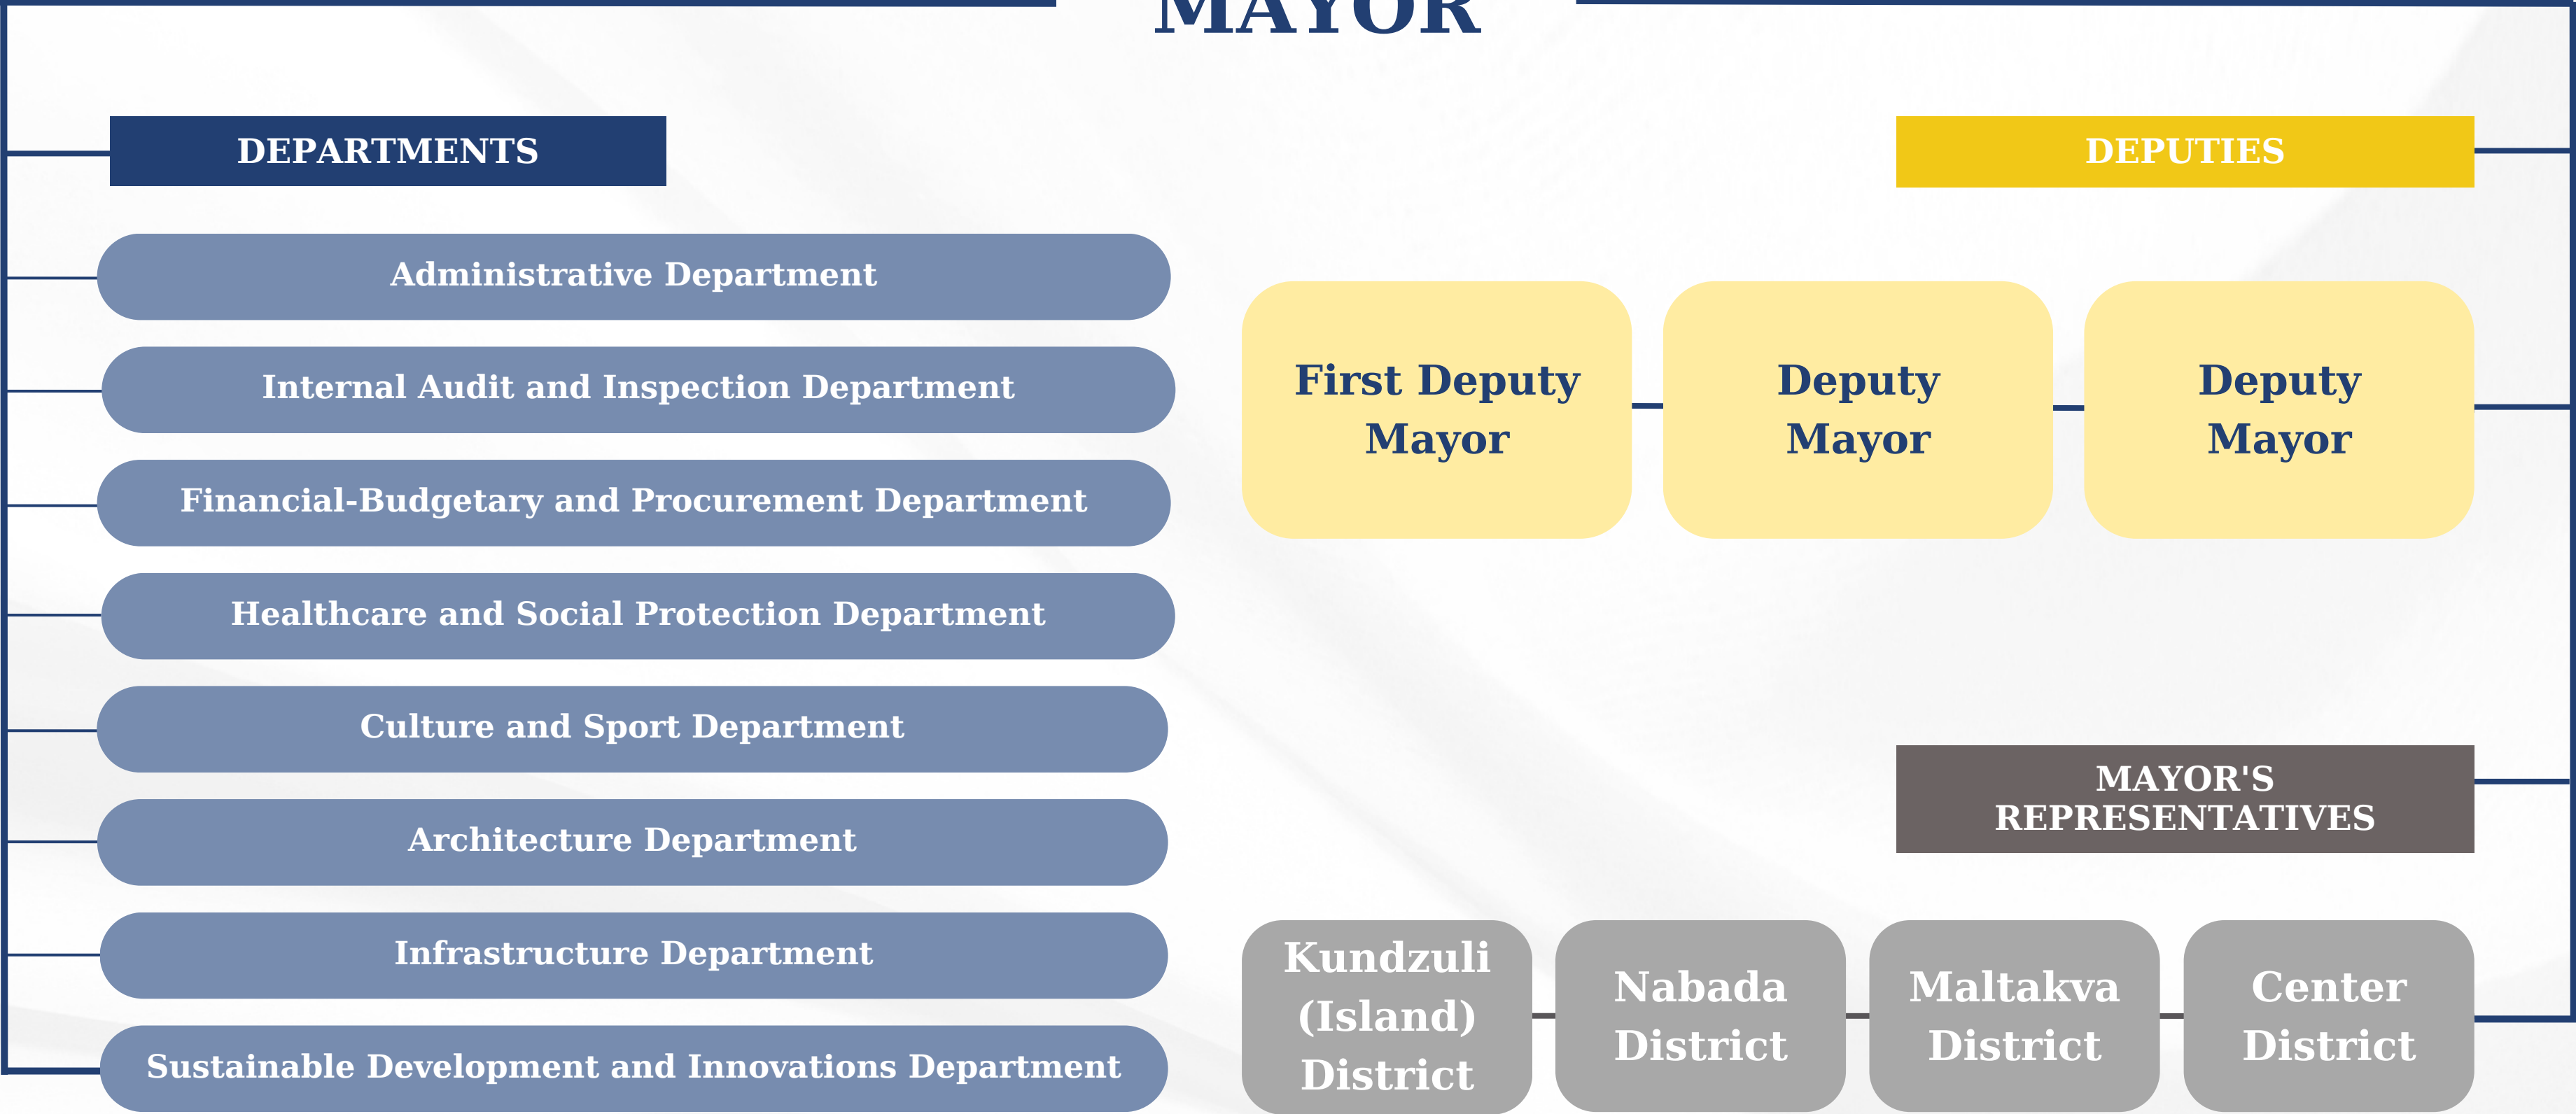 MAYOR
DEPARTMENTS
Administrative Department
Internal Audit and Inspection Department
Financial-Budgetary and Procurement Department
Healthcare and Social Protection Department
Culture and Sport Department
Architecture Department
Infrastructure Department
Sustainable Development and Innovations Department
DEPUTIES
First Deputy
Mayor
Deputy
Mayor
Deputy
Mayor
MAYOR'S
REPRESENTATIVES
Kundzuli
(Island)
District
Nabada
District
Maltakva
District
Center
District